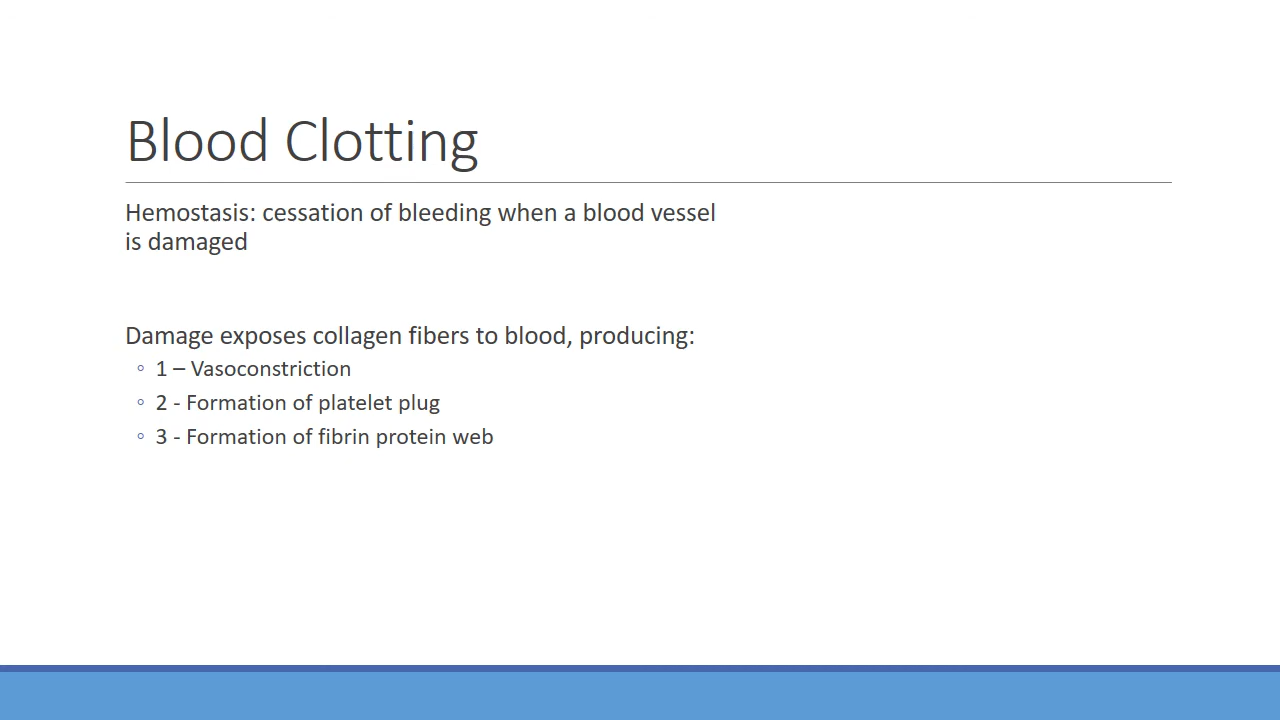 Blood Clotting
Hemostasis: cessation of bleeding when a blood vessel
is damaged
Damage exposes collagen fibers to blood, producing:
◦ 1 – Vasoconstriction
◦ 2 - Formation of platelet plug
◦ 3 - Formation of fibrin protein web